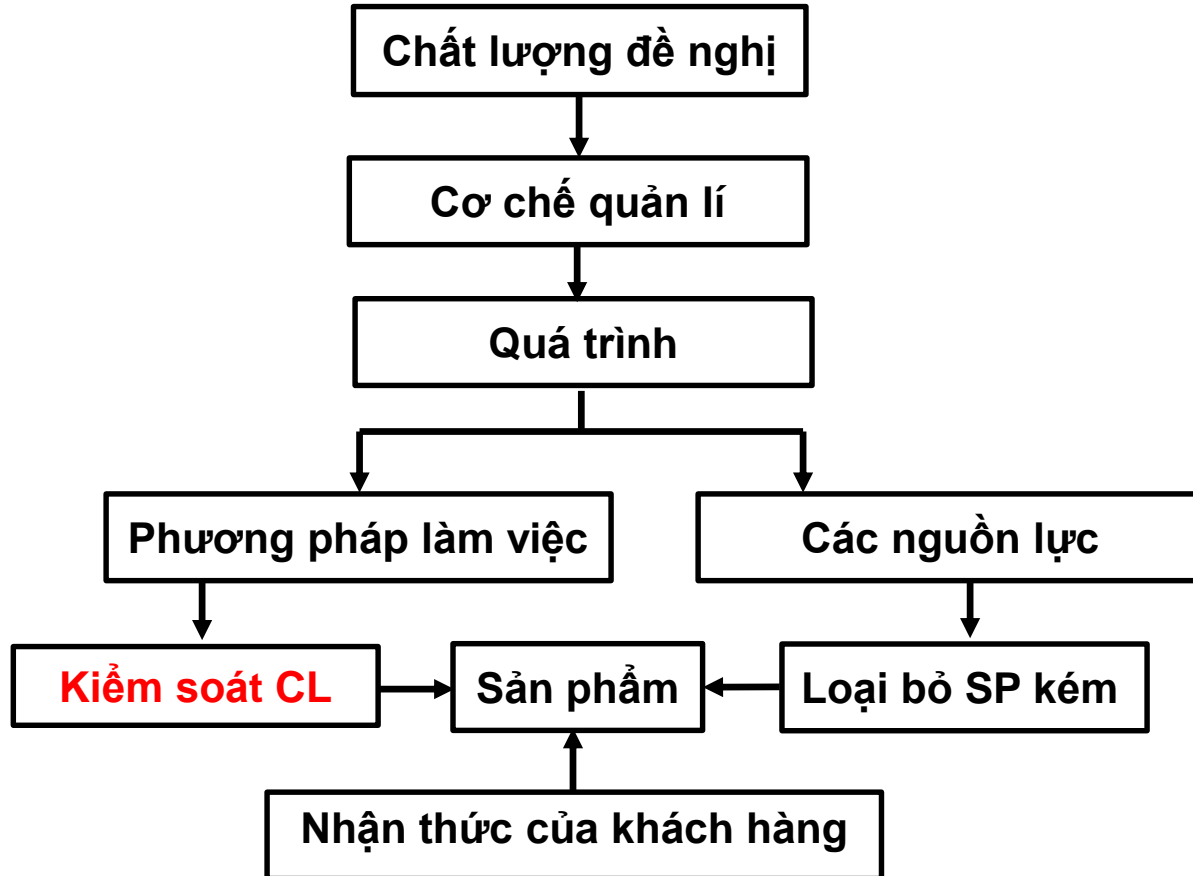 Chất lượng đề nghị
Cơ chế quản lí
Quá trình
Phương pháp làm việc
Các nguồn lực
Kiểm soát CL
Sản phẩm
Loại bỏ SP kém
Nhận thức của khách hàng